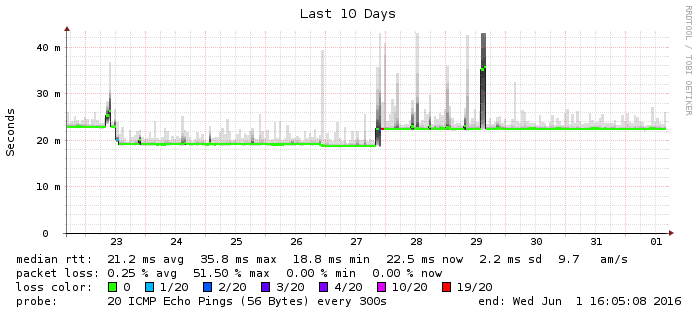 Last 10 Days
RRDTOOL / TOBI OETIKER
Seconds
40 m
30 m
20 m
10 m
0
23 24 25 26 27 28 29 30 31 01
median rtt: 21.2 ms avg 35.8 ms max 18.8 ms min 22.5 ms now 2.2 ms sd 9.7 am/s
packet loss: 0.25 % avg 51.50 % max 0.00 % min 0.00 % now
loss color: 0 1/20 2/20 3/20 4/20 10/20 19/20
probe: 20 ICMP Echo Pings (56 Bytes) every 300s end: Wed Jun 1 16:05:08 2016